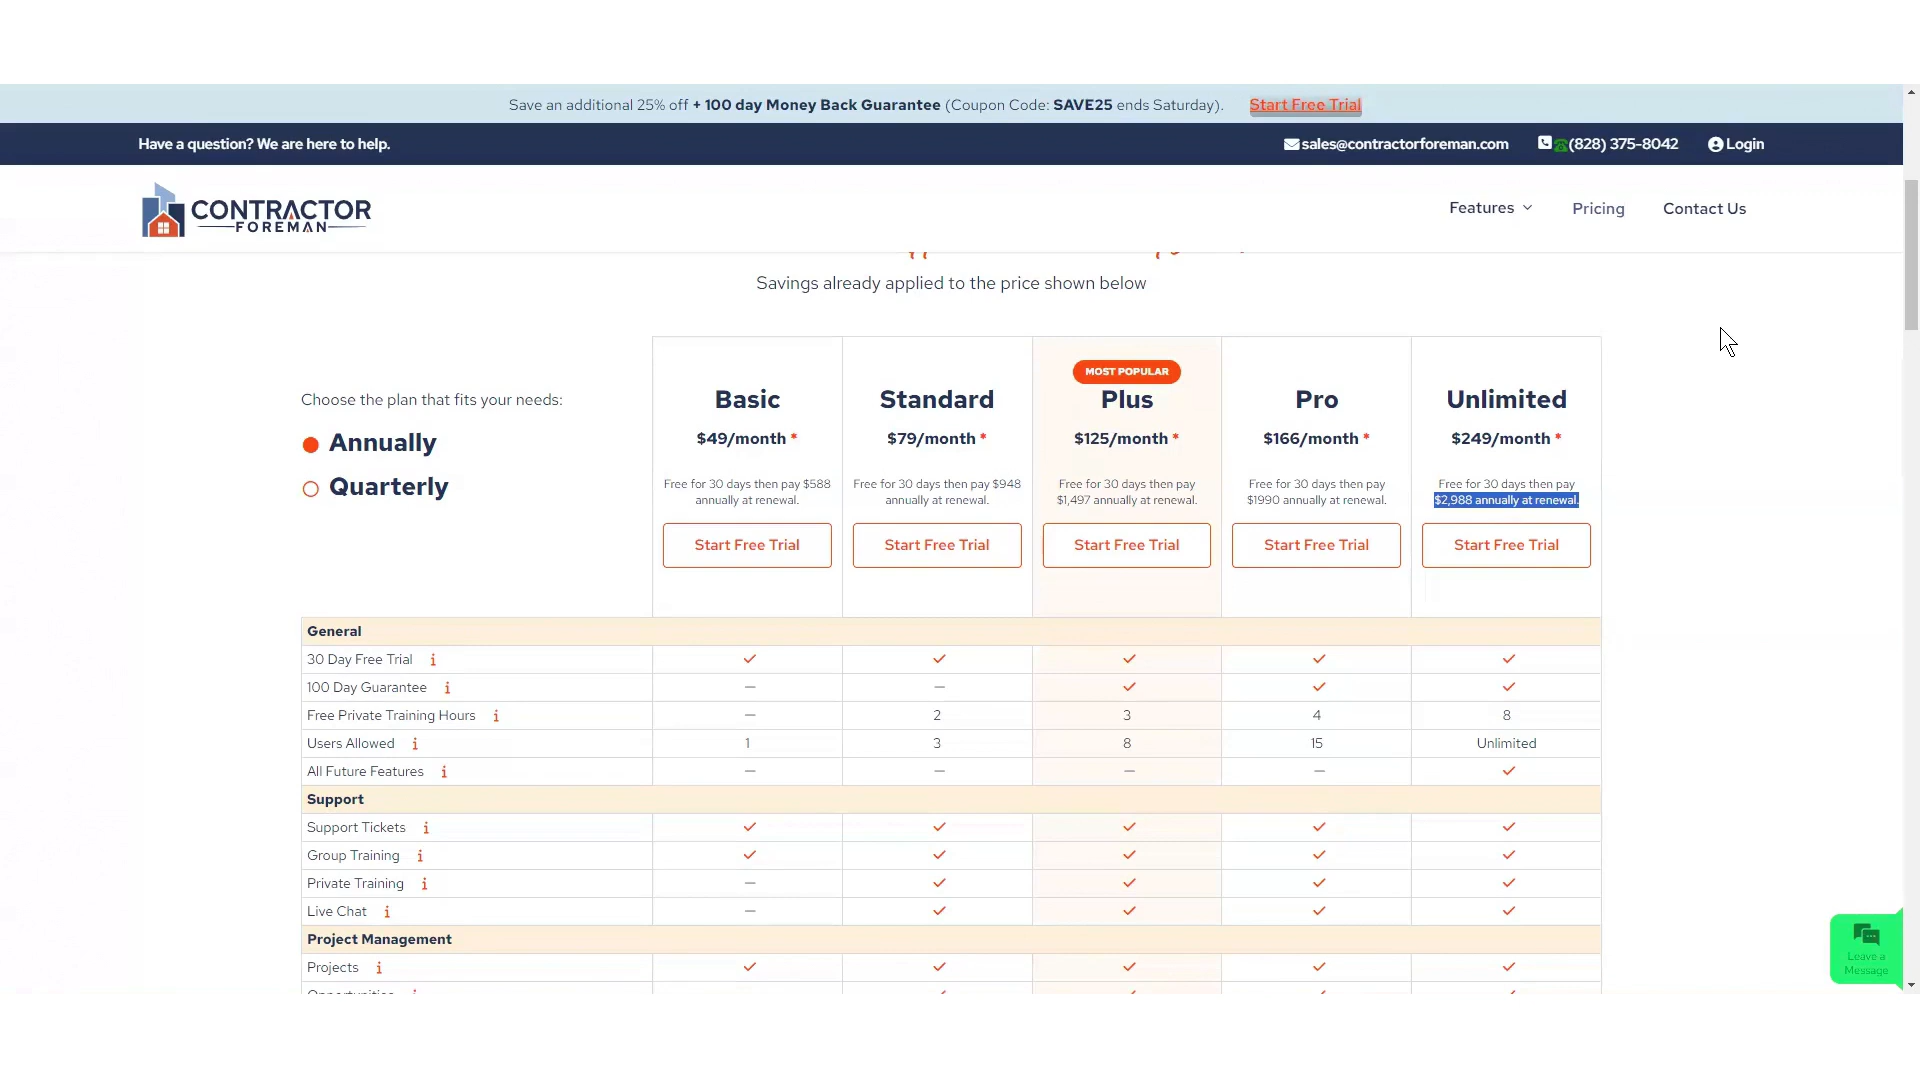 Save an additional 25% off + 100 day Money Back Guarantee (Coupon Code: SAVE25 ends Saturday). Start Free Trial
Have a question? We are here to help. sales@contractorforeman.com (828) 375-8042 Login
CONTRACTOR
FOREMAN
Features Pricing Contact Us
Savings already applied to the price shown below
MOST POPULAR
Choose the plan that fits your needs: Basic Standard Plus Pro Unlimited
Annually $49/month * $79/month * $125/month * $166/month * $249/month *
Quarterly Free for 30 days then pay $588 Free for 30 days then pay $948 Free for 30 days then pay Free for 30 days then pay Free for 30 days then pay
annually at renewal. annually at renewal. $1,497 annually at renewal. $1990 annually at renewal. $2,988 annually at renewal.
Start Free Trial Start Free Trial Start Free Trial Start Free Trial Start Free Trial
General
30 Day Free Trial i ✓ ✓ ✓ ✓ ✓
100 Day Guarantee i — — ✓ ✓ ✓
Free Private Training Hours i — 2 3 4 8
Users Allowed i 1 3 8 15 Unlimited
All Future Features i — — — — ✓
Support
Support Tickets i ✓ ✓ ✓ ✓ ✓
Group Training i ✓ ✓ ✓ ✓ ✓
Private Training i — ✓ ✓ ✓ ✓
Live Chat i — ✓ ✓ ✓ ✓
Project Management
Projects i ✓ ✓ ✓ ✓ ✓
Leave a
Message